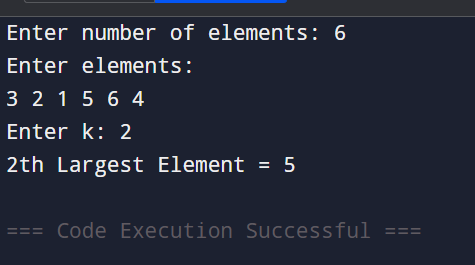 Enter number of elements: 6
Enter elements:
3 2 1 5 6 4
Enter k: 2
2th Largest Element = 5
=== Code Execution Successful ===